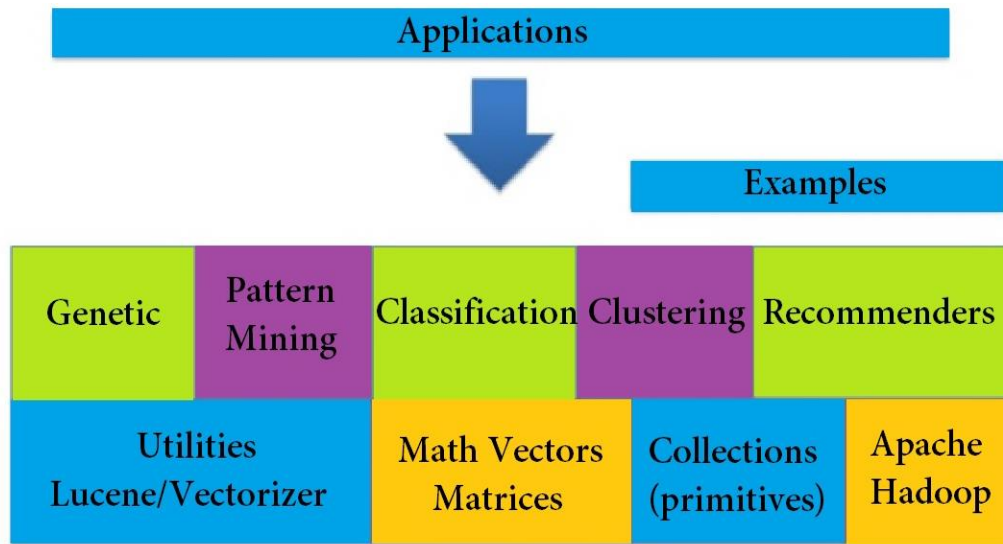 Applications
Examples
Genetic
Pattern
Mining
Classification
Clustering
Recommenders
Utilities
Lucene/Vectorizer
Math Vectors
Matrices
Collections
(primitives)
Apache
Hadoop